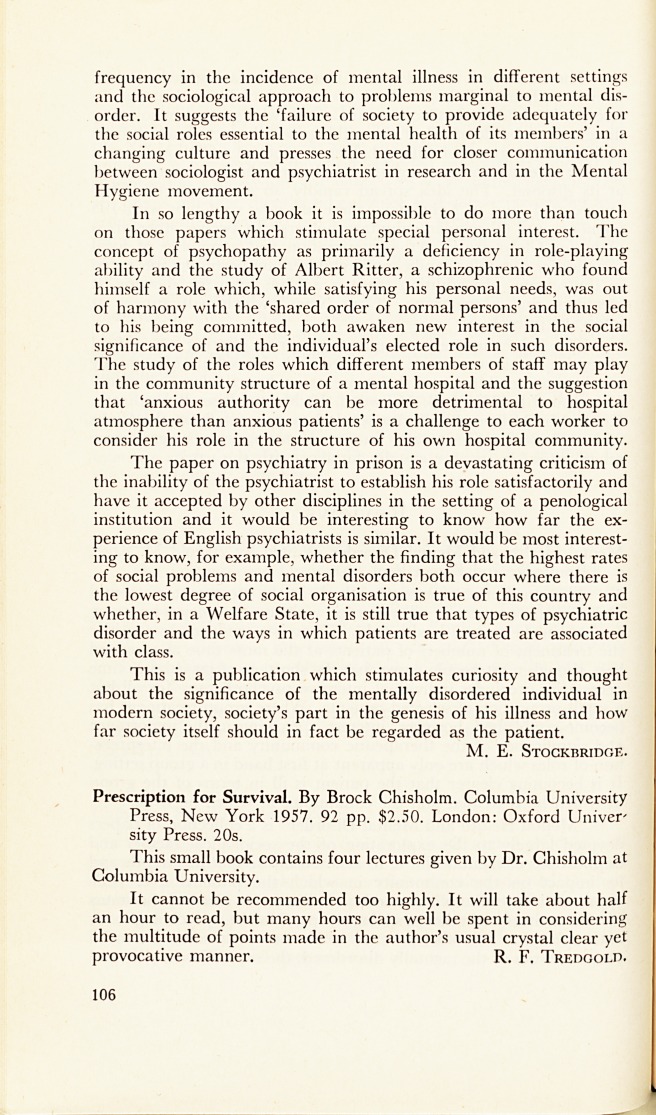 frequency in the incidence of mental illness in different settings
and the sociological approach to problems marginal to mental dis-
order. It suggests the ‘failure of society to provide adequately for
the social roles essential to the mental health of its members’ in a
changing culture and presses the need for closer communication
between sociologist and psychiatrist in research and in the Mental
Hygiene movement.
In so lengthy a book it is impossible to do more than touch
on those papers which stimulate special personal interest. The
concept of psychopathy as primarily a deficiency in role-playing
ability and the study of Albert Ritter, a schizophrenic who found
himself a role which, while satisfying his personal needs, was out
of harmony with the ‘shared order of normal persons’ and thus led
to his being committed, both awaken new interest in the social
significance of and the individual’s elected role in such disorders.
The study of the roles which different members of staff may play
in the community structure of a mental hospital and the suggestion
that ‘anxious authority can be more detrimental to hospital
atmosphere than anxious patients’ is a challenge to each worker to
consider his role in the structure of his own hospital community.
The paper on psychiatry in prison is a devastating criticism of
the inability of the psychiatrist to establish his role satisfactorily and
have it accepted by other disciplines in the setting of a penological
institution and it would be interesting to know how far the ex-
perience of English psychiatrists is similar. It would be most interest-
ing to know, for example, whether the finding that the highest rates
of social problems and mental disorders both occur where there is
the lowest degree of social organisation is true of this country and
whether, in a Welfare State, it is still true that types of psychiatric
disorder and the ways in which patients are treated are associated
with class.
This is a publication which stimulates curiosity and thought
about the significance of the mentally disordered individual in
modern society, society’s part in the genesis of his illness and how
far society itself should in fact be regarded as the patient.
M. E. STOCKBRIDGE.
Prescription for Survival. By Brock Chisholm. Columbia University
Press, New York 1957. 92 pp. $2.50. London: Oxford Univer-
sity Press. 20s.
This small book contains four lectures given by Dr. Chisholm at
Columbia University.
It cannot be recommended too highly. It will take about half
an hour to read, but many hours can well be spent in considering
the multitude of points made in the author’s usual crystal clear yet
provocative manner. R. F. TREDGOLD.
106